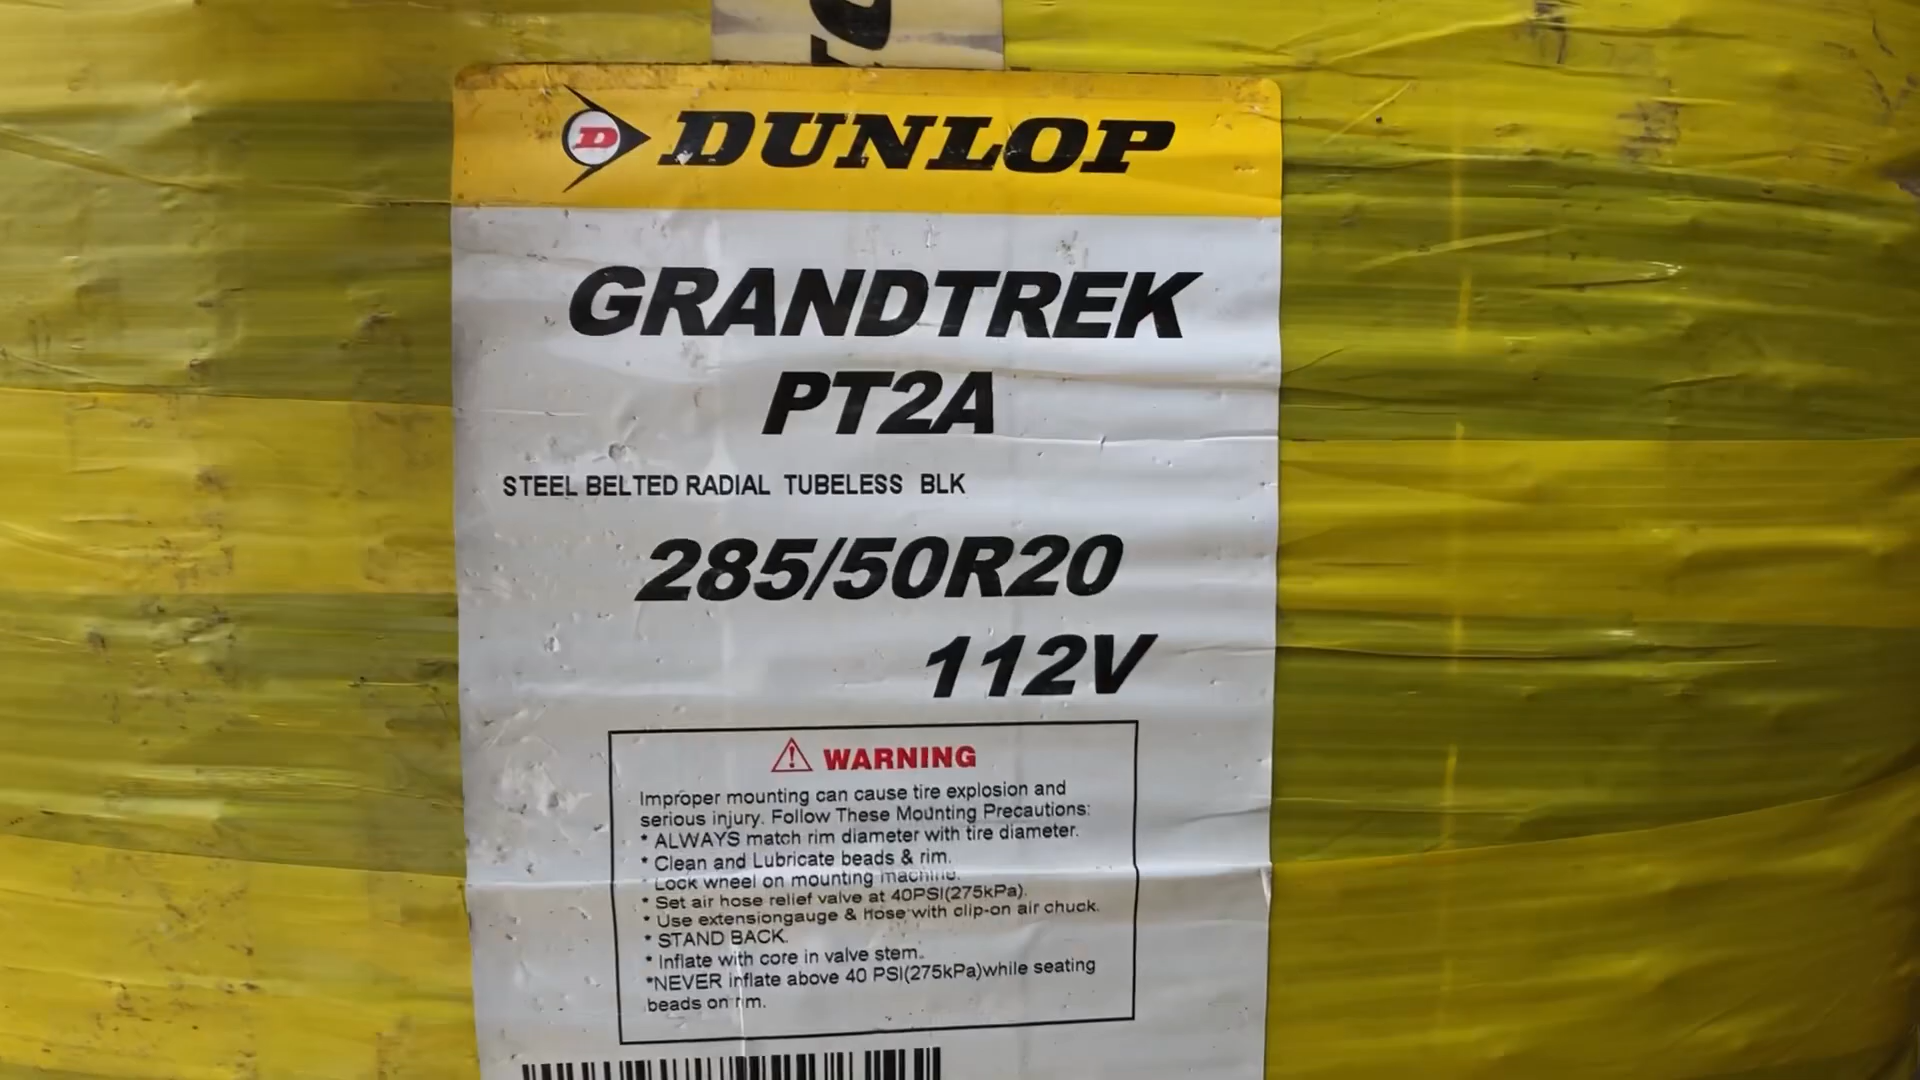 D DUNLOP
GRANDTREK
PT2A
STEEL BELTED RADIAL TUBELESS BLK
285/50R20
112V
WARNING
Improper mounting can cause tire explosion and
serious injury. Follow These Mounting Precautions:
* ALWAYS match rim diameter with tire diameter.
* Clean and Lubricate beads & rim.
* Lock wheel on mounting machine.
* Set air hose relief valve at 40PSI(275kPa).
* Use extensiongauge & hose with clip-on air chuck.
* STAND BACK.
* Inflate with core in valve stem.
*NEVER inflate above 40 PSI(275kPa)while seating
beads on rim.